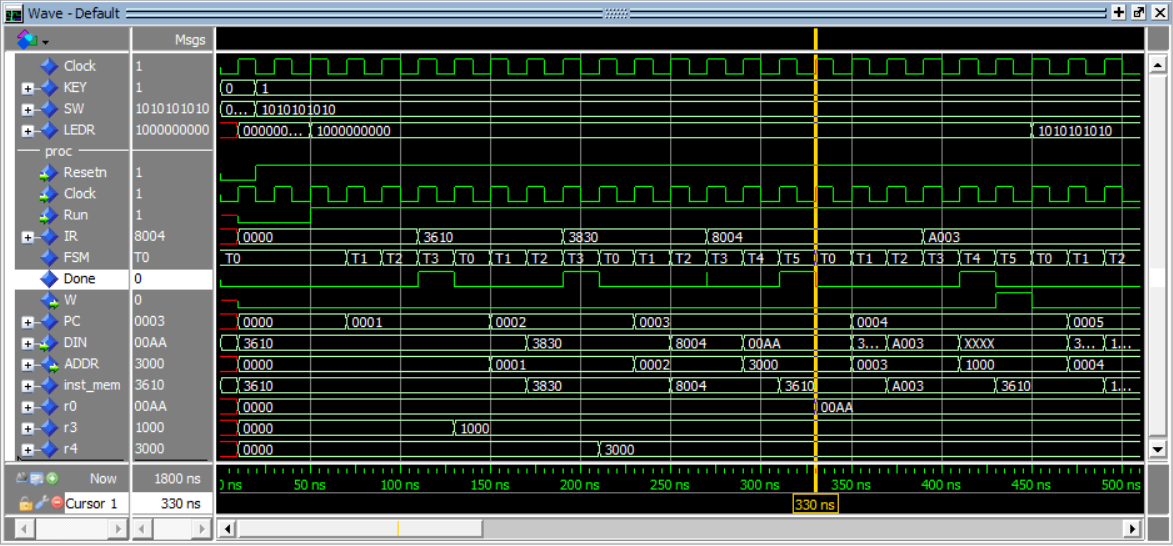 Wave - Default
Msgs
Clock 1
KEY 1 0 1
SW 1010101010 0... 1010101010
LEDR 1000000000 000000... 1000000000 1010101010
proc
Resetn 1
Clock 1
Run 1
IR 8004 0000 3610 3830 8004 A003
FSM T0 T0 T1 T2 T3 T0 T1 T2 T3 T0 T1 T2 T3 T4 T5 T0 T1 T2 T3 T4 T5 T0 T1 T2
Done 0
W 0
PC 0003 0000 0001 0002 0003 0004 0005
DIN 00AA 3610 3830 8004 00AA 3... A003 XXXX 3... 1...
ADDR 3000 0000 0001 0002 3000 0003 1000 0004
inst_mem 3610 3610 3830 8004 3610 A003 3610 1...
r0 00AA 0000 00AA
r3 1000 0000 1000
r4 3000 0000 3000
Now 1800 ns ns 50 ns 100 ns 150 ns 200 ns 250 ns 300 ns 350 ns 400 ns 450 ns 500 ns
Cursor 1 330 ns 330 ns